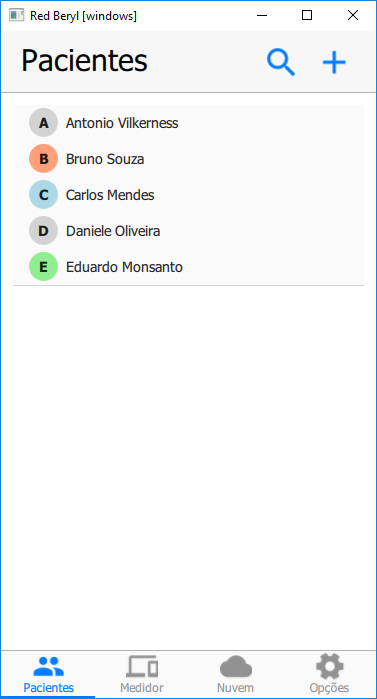 Red Beryl [windows]
Pacientes
A Antonio Vilkerness
B Bruno Souza
C Carlos Mendes
D Daniele Oliveira
E Eduardo Monsanto
Pacientes Medidor Nuvem Opções